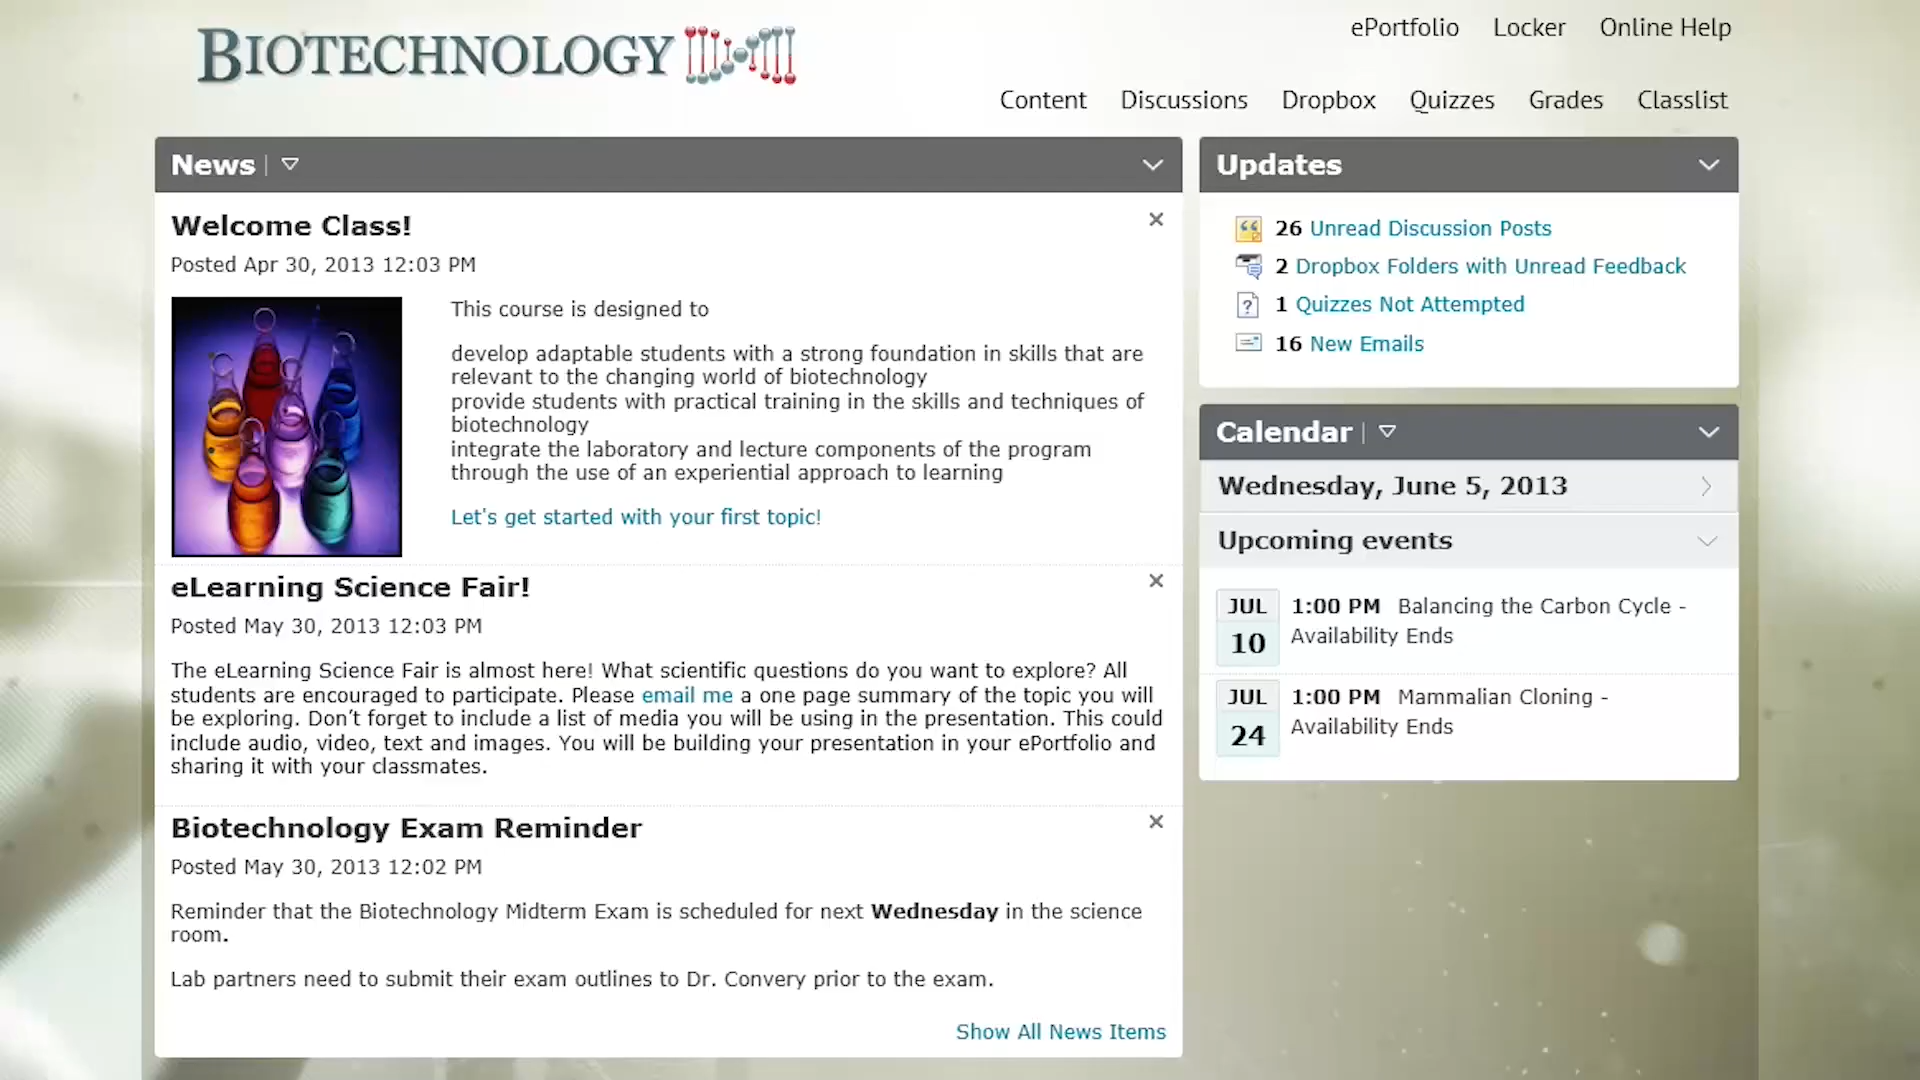 BIOTECHNOLOGY
ePortfolio Locker Online Help
Content Discussions Dropbox Quizzes Grades Classlist
News
Welcome Class!
Posted Apr 30, 2013 12:03 PM
This course is designed to
develop adaptable students with a strong foundation in skills that are
relevant to the changing world of biotechnology
provide students with practical training in the skills and techniques of
biotechnology
integrate the laboratory and lecture components of the program
through the use of an experiential approach to learning
Let's get started with your first topic!
eLearning Science Fair!
Posted May 30, 2013 12:03 PM
The eLearning Science Fair is almost here! What scientific questions do you want to explore? All
students are encouraged to participate. Please email me a one page summary of the topic you will
be exploring. Don't forget to include a list of media you will be using in the presentation. This could
include audio, video, text and images. You will be building your presentation in your ePortfolio and
sharing it with your classmates.
Biotechnology Exam Reminder
Posted May 30, 2013 12:02 PM
Reminder that the Biotechnology Midterm Exam is scheduled for next Wednesday in the science
room.
Lab partners need to submit their exam outlines to Dr. Convery prior to the exam.
Show All News Items
Updates
26 Unread Discussion Posts
2 Dropbox Folders with Unread Feedback
1 Quizzes Not Attempted
16 New Emails
Calendar
Wednesday, June 5, 2013
Upcoming events
JUL
10
1:00 PM Balancing the Carbon Cycle -
Availability Ends
JUL
24
1:00 PM Mammalian Cloning -
Availability Ends